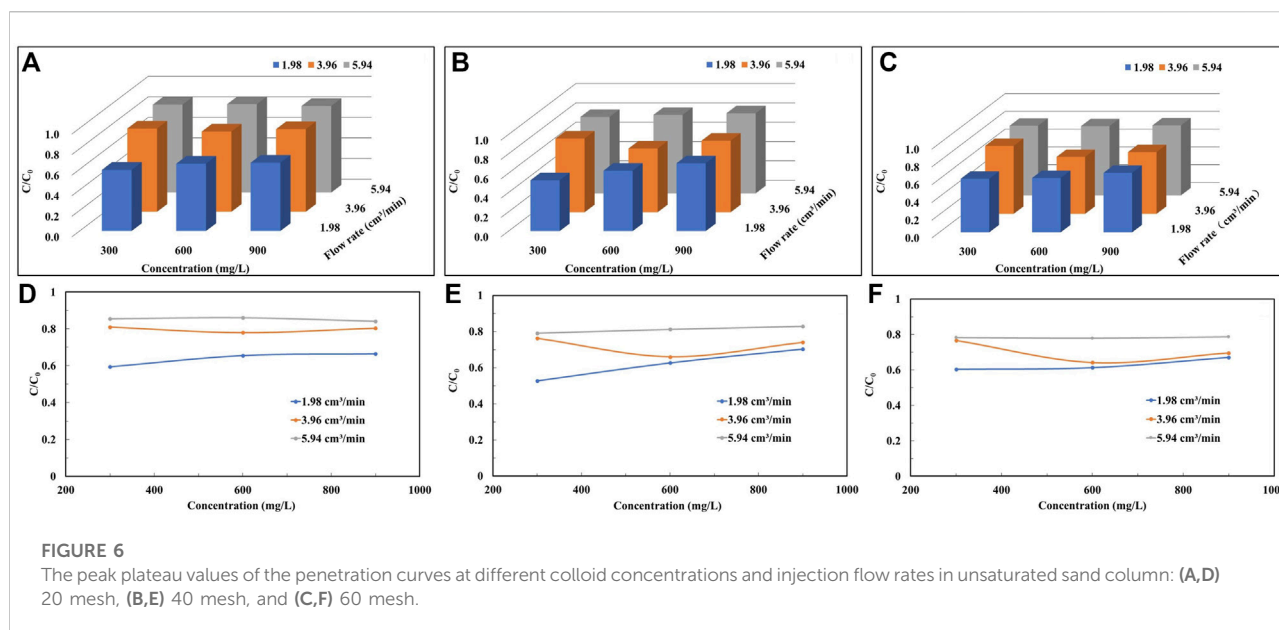 A
1.98 3.96 5.94
1.0
0.8
0.6
0.4
0.2
0.0
C/C₀
300 600 900
Concentration (mg/L)
1.98
3.96
5.94
Flow rate (cm³/min)
B
1.98 3.96 5.94
1.0
0.8
0.6
0.4
0.2
0.0
C/C₀
300 600 900
Concentration (mg/L)
1.98
3.96
5.94
Flow rate (cm³/min)
C
1.98 3.96 5.94
1.0
0.8
0.6
0.4
0.2
0.0
C/C₀
300 600 900
Concentration (mg/L)
1.98
3.96
5.94
Flow rate (cm³/min)
D
1
0.8
0.6
0.4
0.2
0
C/C₀
1.98 cm³/min
3.96 cm³/min
5.94 cm³/min
200 400 600 800 1000
Concentration (mg/L)
E
1
0.8
0.6
0.4
0.2
0
C/C₀
1.98 cm³/min
3.96 cm³/min
5.94 cm³/min
200 400 600 800 1000
Concentration (mg/L)
F
1
0.8
0.6
0.4
0.2
0
C/C₀
1.98 cm³/min
3.96 cm³/min
5.94 cm³/min
200 400 600 800
Concentration (mg/L)
FIGURE 6
The peak plateau values of the penetration curves at different colloid concentrations and injection flow rates in unsaturated sand column: (A,D)
20 mesh, (B,E) 40 mesh, and (C,F) 60 mesh.